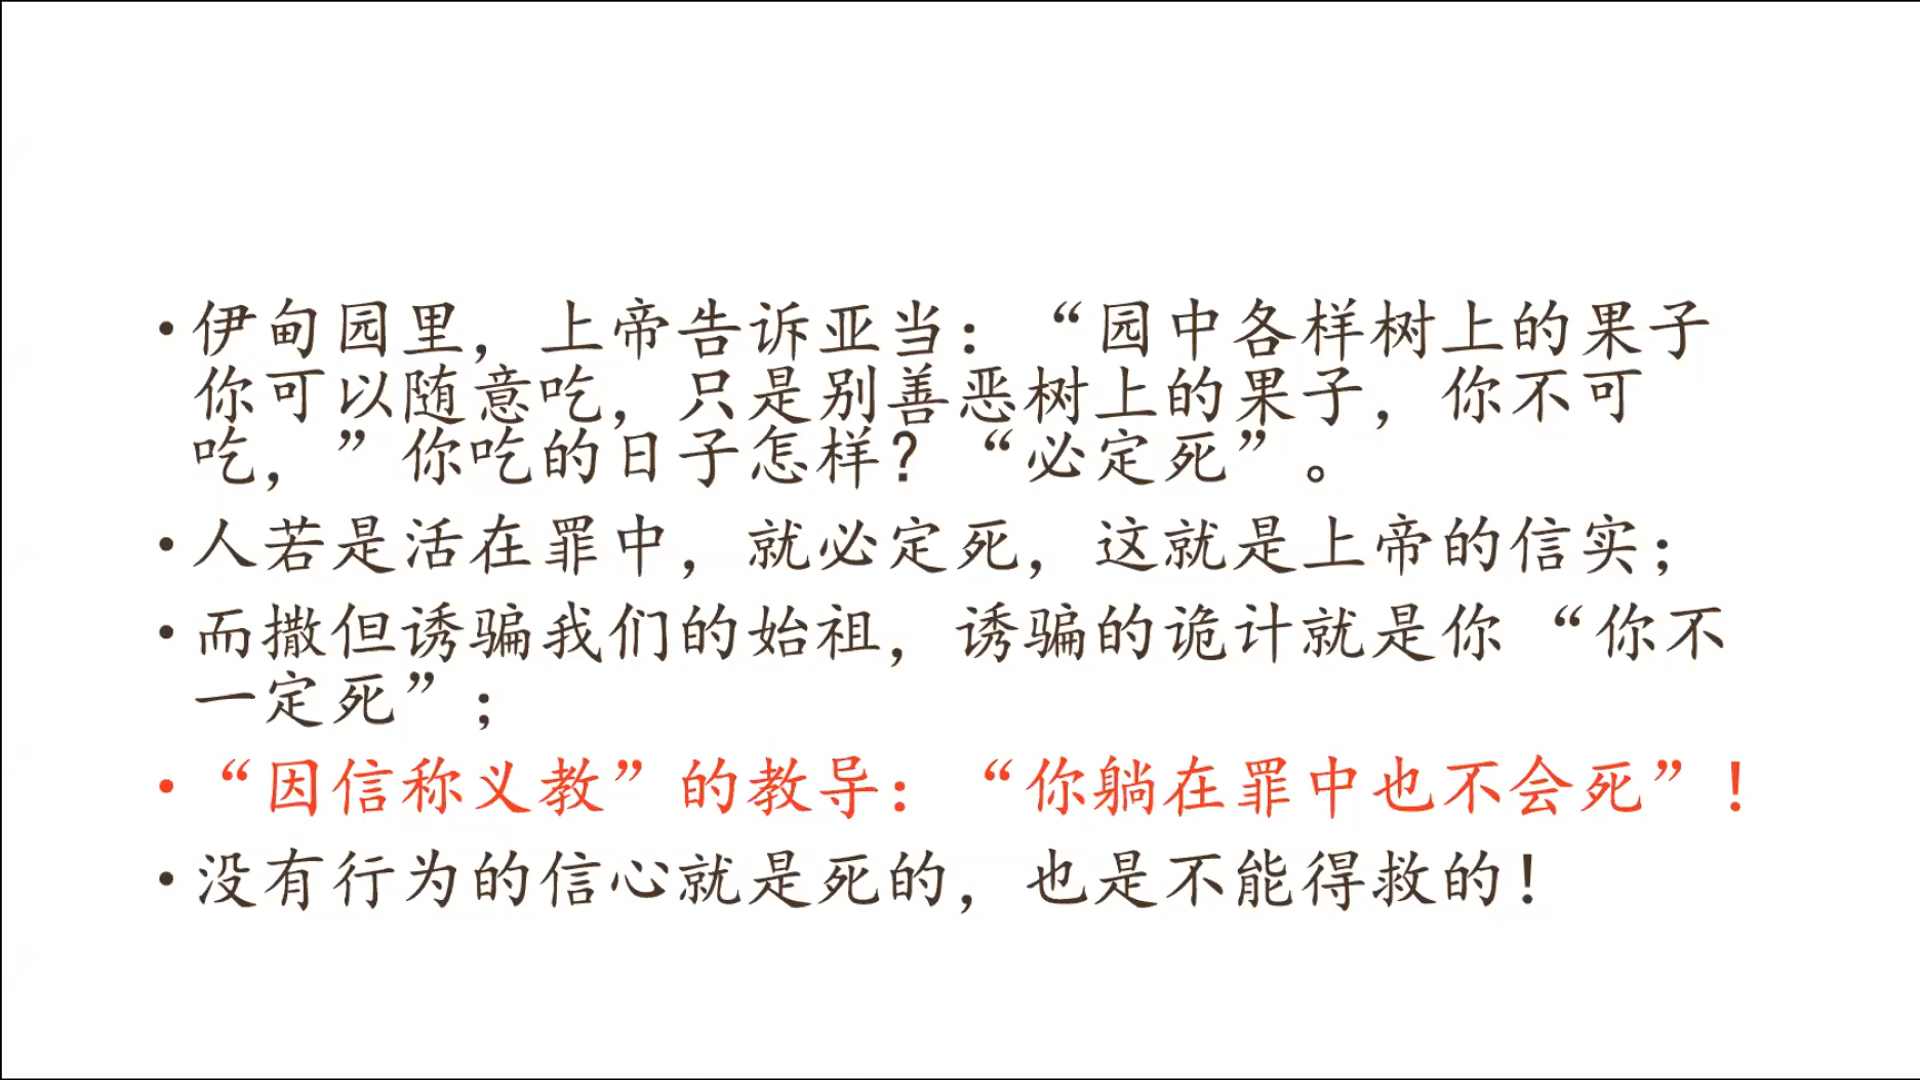 • 伊甸园里，上帝告诉亚当：“园中各样树上的果子
你可以随意吃，只是别善恶树上的果子，你不可
吃，”你吃的日子怎样？“必定死”。
• 人若是活在罪中，就必定死，这就是上帝的信实；
• 而撒但诱骗我们的始祖，诱骗的诡计就是你“你不
一定死”；
• “因信称义教”的教导：“你躺在罪中也不会死”！
• 没有行为的信心就是死的，也是不能得救的！